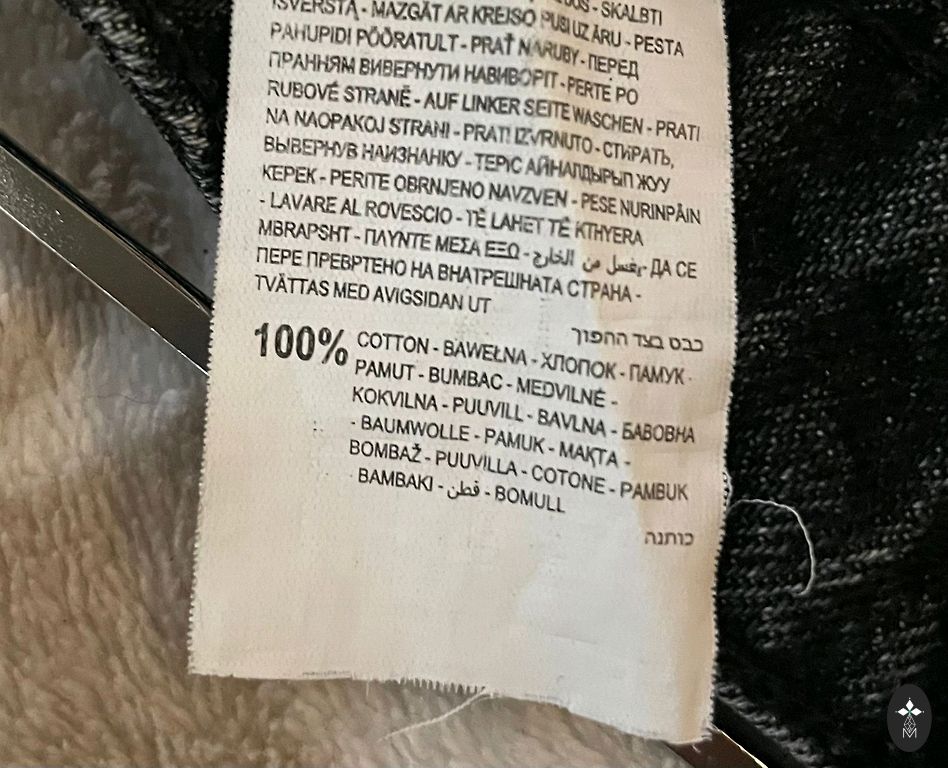 IŠVERSTĄ - MAZGĀT AR KREISO PUSI UZ ĀRU - PESTA
PAHUPIDI PÖÖRATULT - PRAŤ NARUBY - ПЕРЕД
ПРАННЯМ ВИВЕРНУТИ НАВИВОРІТ - PERTE PO
RUBOVÉ STRANĚ - AUF LINKER SEITE WASCHEN - PRATI
NA NAOPAKOJ STRANI - PRATI IZVRNUTO - СТИРАТЬ,
ВЫВЕРНУВ НАИЗНАНКУ - ТЕРІС АЙНАЛДЫРЫП ЖУУ
КЕРЕК - PERITE OBRNJENO NAVZVEN - PESE NURINPÄIN
- LAVARE AL ROVESCIO - TË LAHET TË KTHYERA
MBRAPSHT - ΠΛΥΝΤΕ ΜΕΣΑ ΕΞΩ - يغسل من الخارج - ДА СЕ
ПЕРЕ ПРЕВРТЕНО НА ВНАТРЕШНАТА СТРАНА -
TVÄTTAS MED AVIGSIDAN UT
כבס בצד ההפוך
100% COTTON - BAWEŁNA - ХЛОПОК - ПАМУК -
PAMUT - BUMBAC - MEDVILNĖ -
KOKVILNA - PUUVILL - BAVLNA - БАВОВНА
- BAUMWOLLE - PAMUK - МАҚТА -
BOMBAŽ - PUUVILLA - COTONE - PAMBUK
- BAMBAKI - قطن - BOMULL
כותנה
M